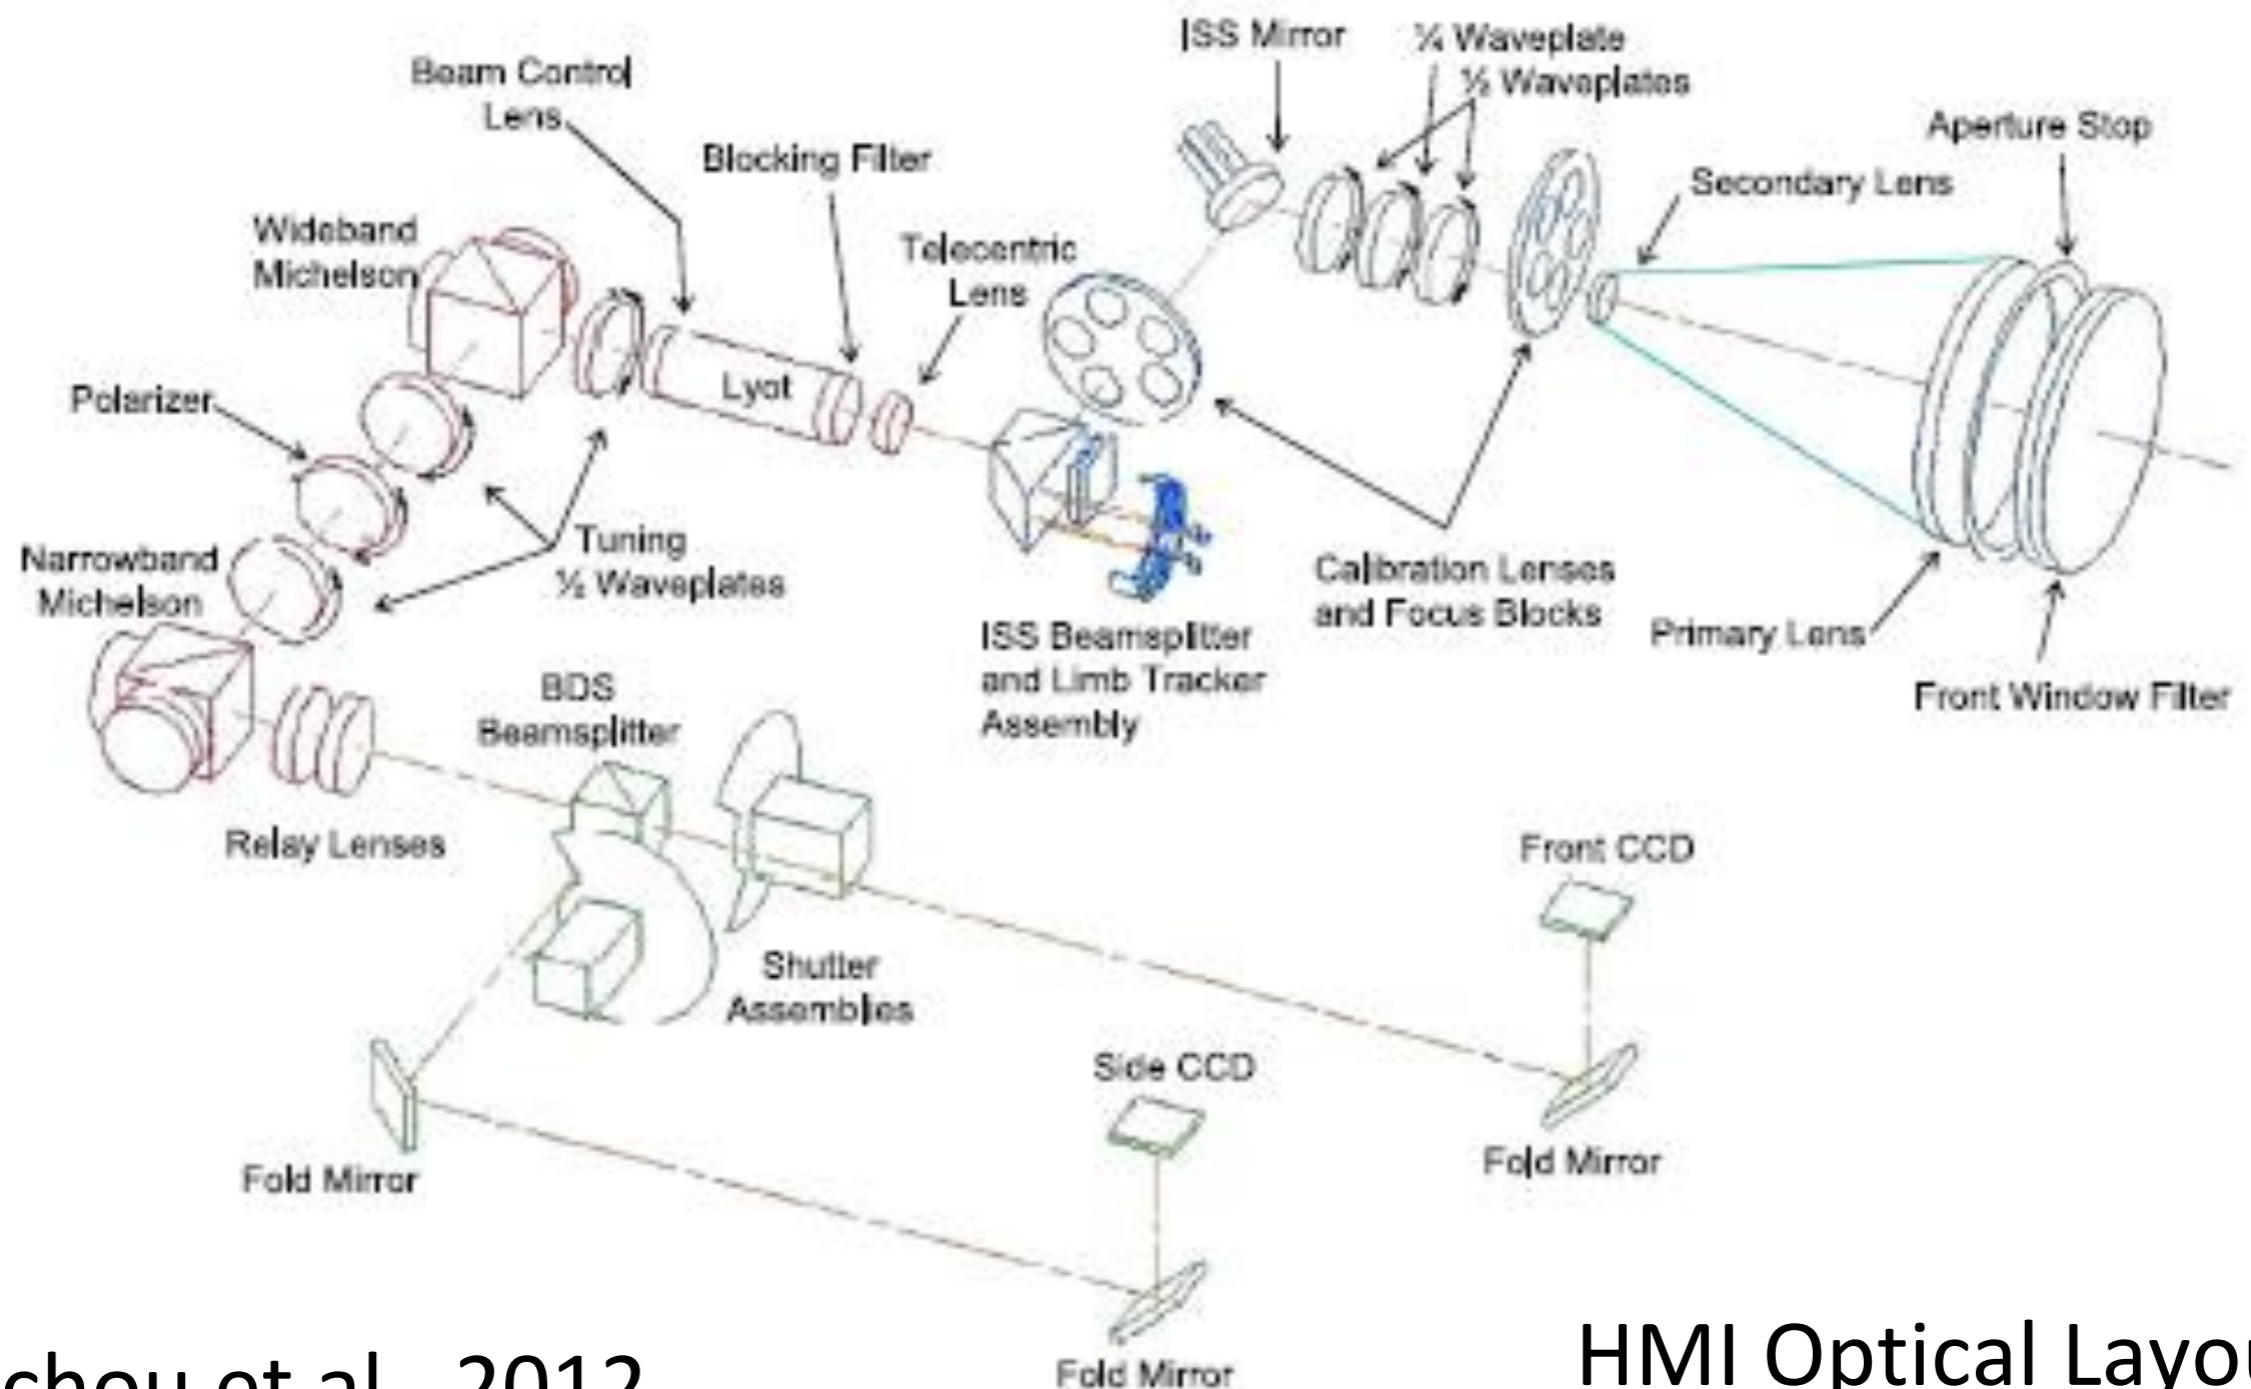 ISS Mirror
¼ Waveplate
½ Waveplates
Beam Control
Lens
Aperture Stop
Blocking Filter
Secondary Lens
Wideband
Michelson
Telecentric
Lens
Polarizer
Lyot
Tuning
½ Waveplates
Narrowband
Michelson
Calibration Lenses
and Focus Blocks
ISS Beamsplitter
and Limb Tracker
Assembly
Primary Lens
Front Window Filter
BDS
Beamsplitter
Relay Lenses
Front CCD
Shutter
Assemblies
Side CCD
Fold Mirror
Fold Mirror
Fold Mirror
chou et al., 2012
HMI Optical Layou